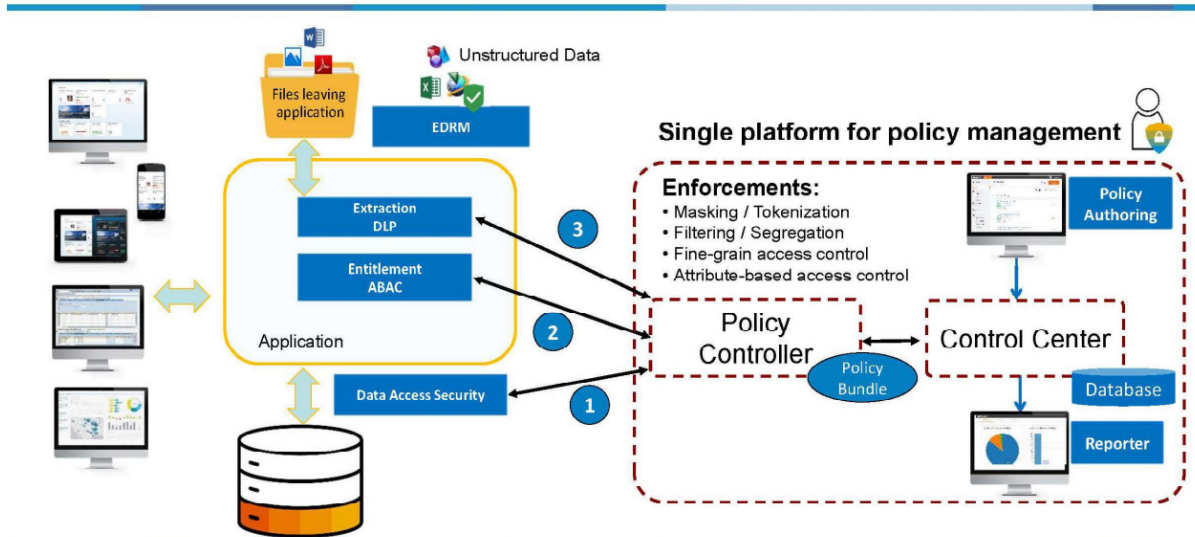 Unstructured Data
Files leaving
application
EDRM
Single platform for policy management
Enforcements:
• Masking / Tokenization
• Filtering / Segregation
• Fine-grain access control
• Attribute-based access control
Policy
Authoring
Extraction
DLP
3
Entitlement
ABAC
2
Application
Policy
Controller
Control Center
Policy
Bundle
Database
Data Access Security
1
Reporter